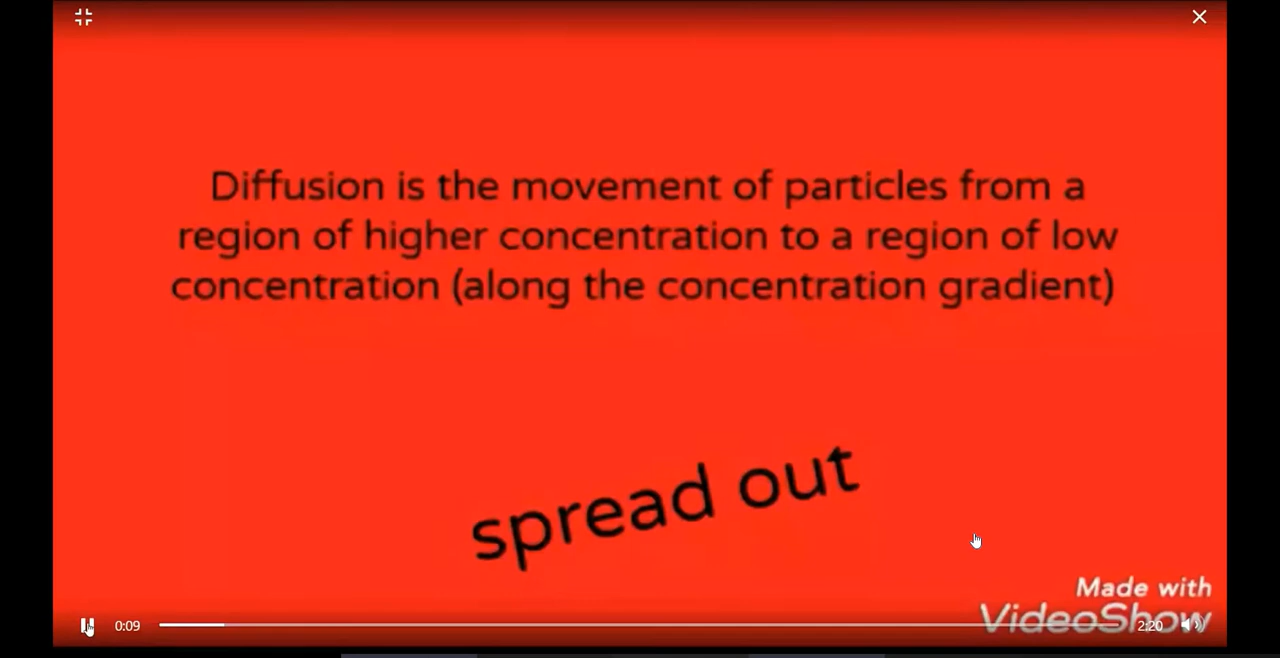 Diffusion is the movement of particles from a
region of higher concentration to a region of low
concentration (along the concentration gradient)
spread out
Made with
VideoShow
0:09
2:20